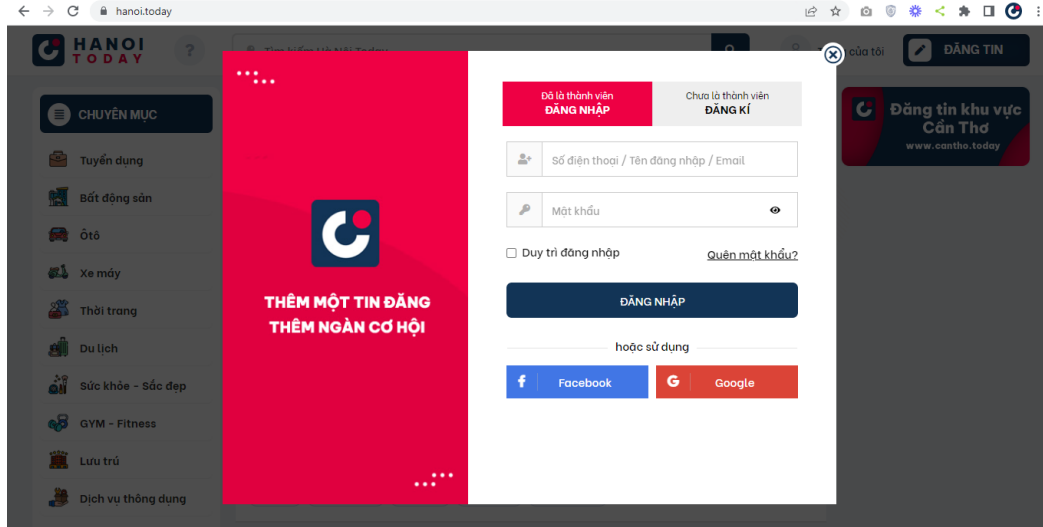 hanoi.today
HANOI
TODAY
?
Tìm kiếm Hà Nội Today
của tôi
ĐĂNG TIN
CHUYÊN MỤC
Tuyển dụng
Bất động sản
Ôtô
Xe máy
Thời trang
Du lịch
Sức khỏe - Sắc đẹp
GYM - Fitness
Lưu trú
Dịch vụ thông dụng
THÊM MỘT TIN ĐĂNG
THÊM NGÀN CƠ HỘI
Đã là thành viên
ĐĂNG NHẬP
Chưa là thành viên
ĐĂNG KÍ
Số điện thoại / Tên đăng nhập / Email
Mật khẩu
Duy trì đăng nhập
Quên mật khẩu?
ĐĂNG NHẬP
hoặc sử dụng
f Facebook
G Google
Đăng tin khu vực
Cần Thơ
www.cantho.today